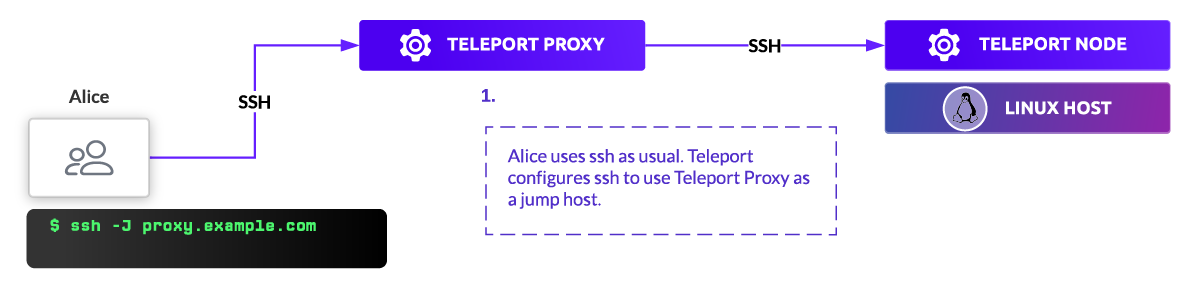 TELEPORT PROXY
SSH
TELEPORT NODE
Alice
SSH
1.
LINUX HOST
Alice uses ssh as usual. Teleport
configures ssh to use Teleport Proxy as
a jump host.
$ ssh -J proxy.example.com